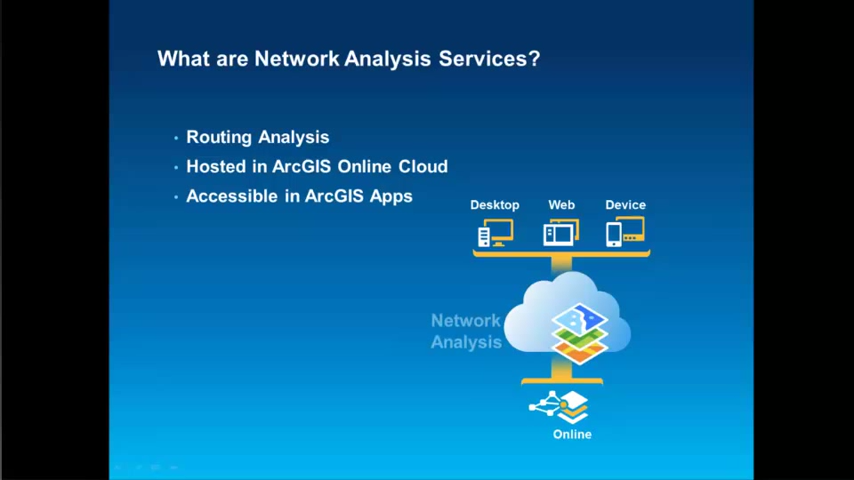 What are Network Analysis Services?
· Routing Analysis
· Hosted in ArcGIS Online Cloud
· Accessible in ArcGIS Apps
Desktop Web Device
Network
Analysis
Online